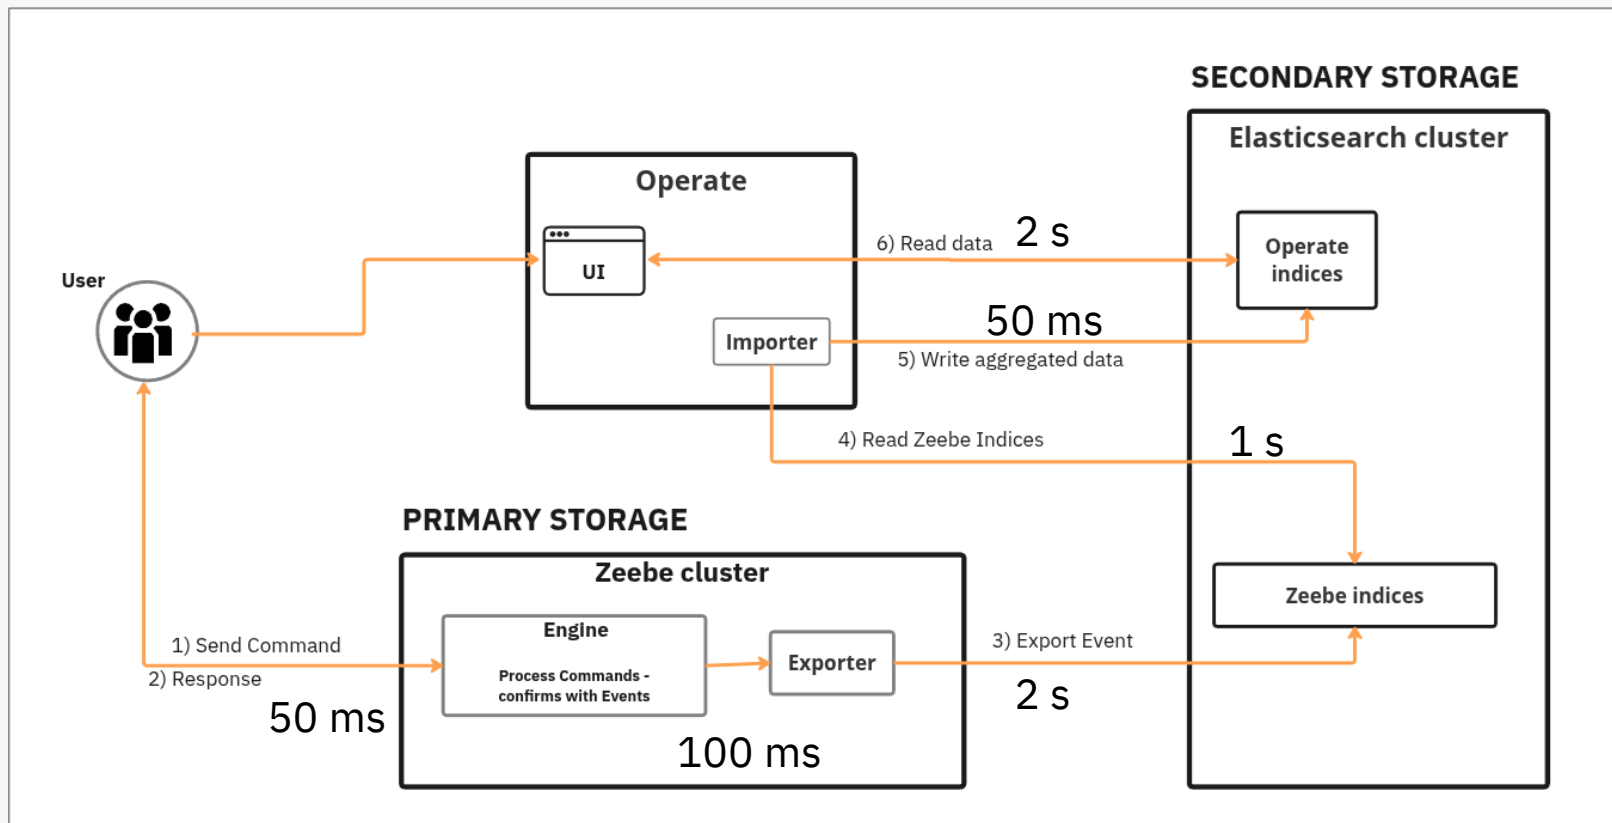 SECONDARY STORAGE
Elasticsearch cluster
Operate
6) Read data
2 s
Operate
indices
UI
User
50 ms
Importer
5) Write aggregated data
4) Read Zeebe Indices
1 s
PRIMARY STORAGE
Zeebe cluster
Zeebe indices
Engine
1) Send Command
3) Export Event
Exporter
Process Commands -
confirms with Events
2) Response
2 s
50 ms
100 ms